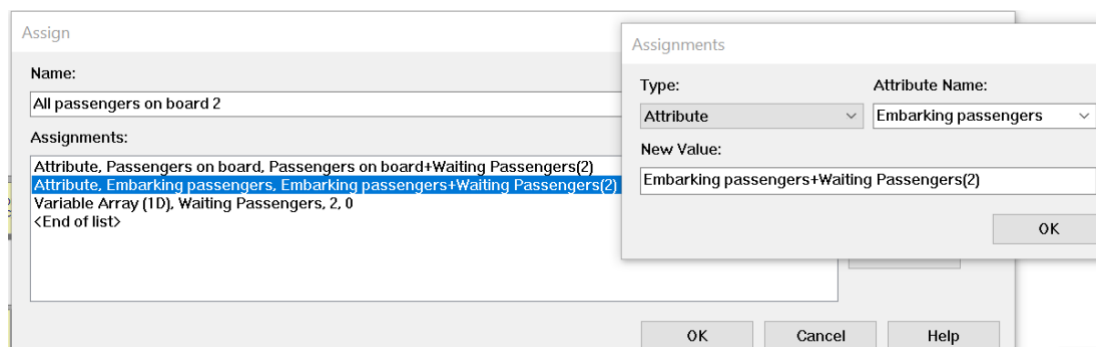 Assign
Name:
All passengers on board 2
Assignments:
Attribute, Passengers on board, Passengers on board+Waiting Passengers(2)
Attribute, Embarking passengers, Embarking passengers+Waiting Passengers(2)
Variable Array (1D), Waiting Passengers, 2, 0
<End of list>
OK
Cancel
Help
Assignments
Type:
Attribute Name:
Attribute
Embarking passengers
New Value:
Embarking passengers+Waiting Passengers(2)
OK